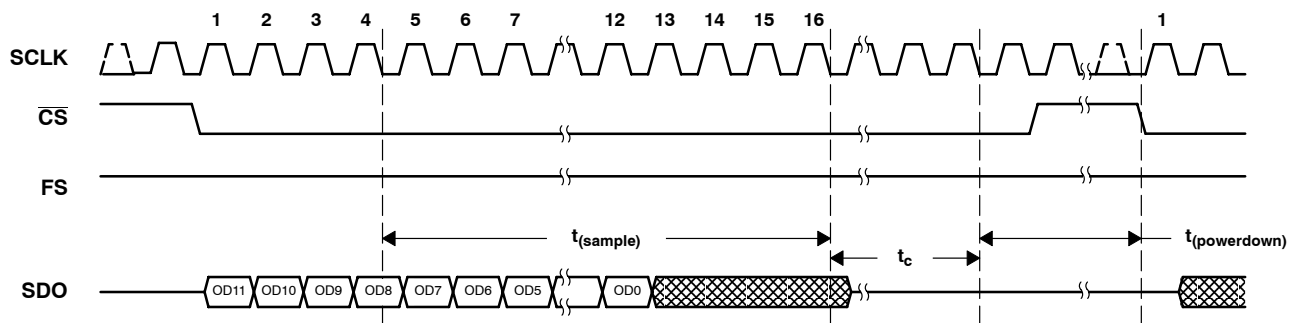 1 2 3 4 5 6 7 12 13 14 15 16 1
SCLK
CS
FS
t(sample)
t(powerdown)
tc
SDO
OD11 OD10 OD9 OD8 OD7 OD6 OD5 OD0